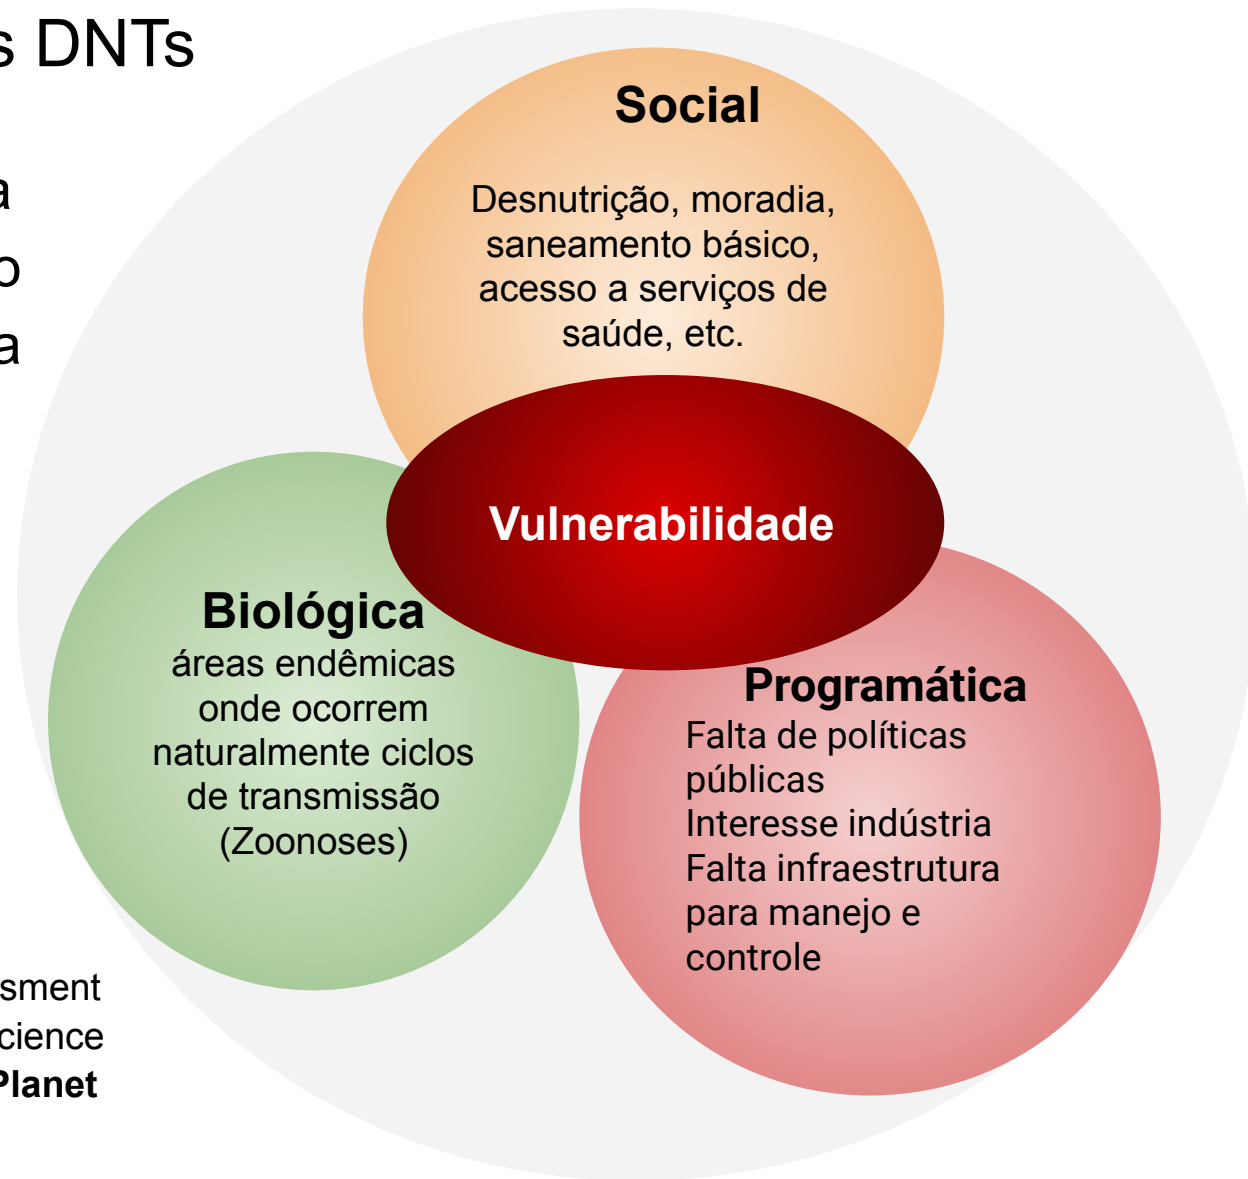 s DNTs
a
o
a
Social
Desnutrição, moradia,
saneamento básico,
acesso a serviços de
saúde, etc.
Vulnerabilidade
Biológica
áreas endêmicas
onde ocorrem
naturalmente ciclos
de transmissão
(Zoonoses)
Programática
Falta de políticas
públicas
Interesse indústria
Falta infraestrutura
para manejo e
controle
sment
cience
Planet